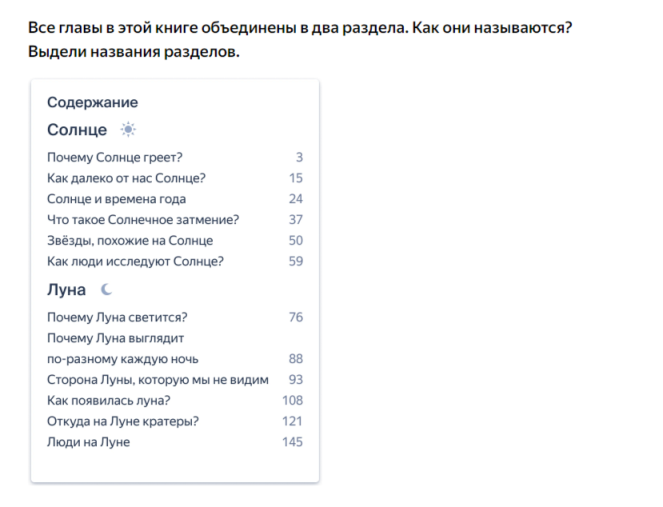 Все главы в этой книге объединены в два раздела. Как они называются?
Выдели названия разделов.
Содержание
Солнце
Почему Солнце греет? 3
Как далеко от нас Солнце? 15
Солнце и времена года 24
Что такое Солнечное затмение? 37
Звёзды, похожие на Солнце 50
Как люди исследуют Солнце? 59
Луна
Почему Луна светится? 76
Почему Луна выглядит
по-разному каждую ночь 88
Сторона Луны, которую мы не видим 93
Как появилась луна? 108
Откуда на Луне кратеры? 121
Люди на Луне 145